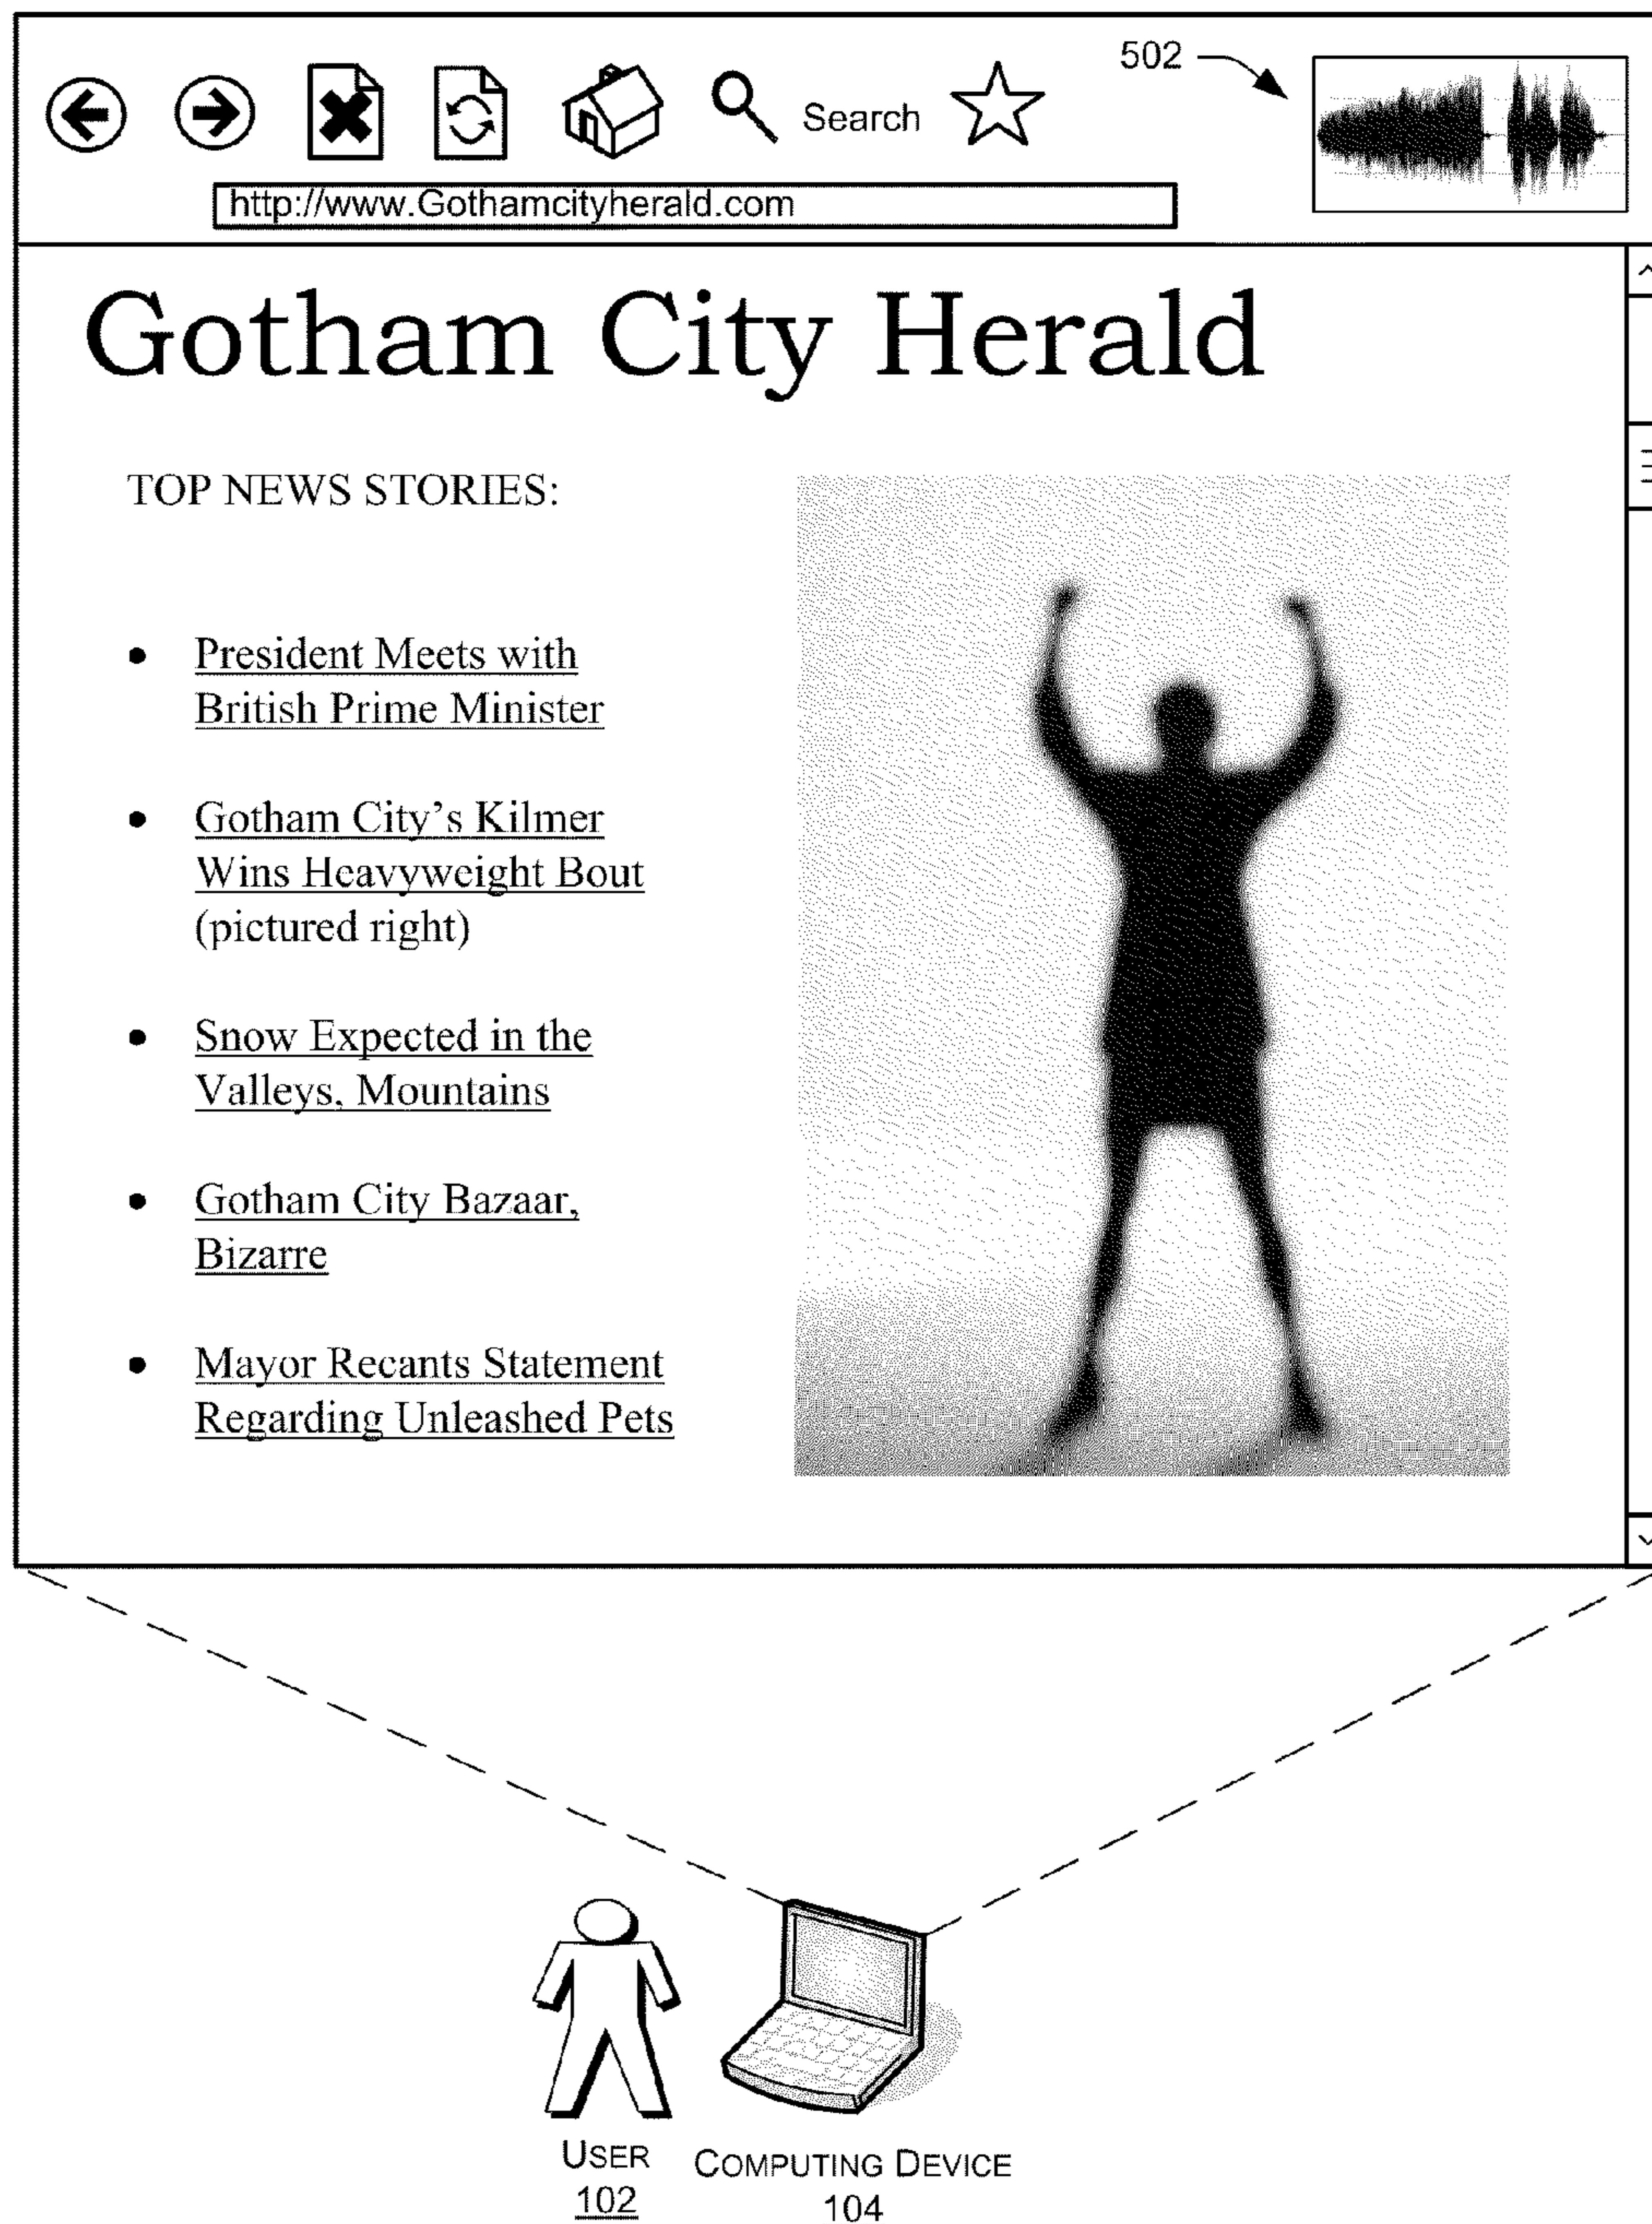 502
Search
http://www.Gothamcityherald.com
Gotham City Herald
TOP NEWS STORIES:
• President Meets with
British Prime Minister
• Gotham City's Kilmer
Wins Heavyweight Bout
(pictured right)
• Snow Expected in the
Valleys, Mountains
• Gotham City Bazaar,
Bizarre
• Mayor Recants Statement
Regarding Unleashed Pets
USER
102
COMPUTING DEVICE
104